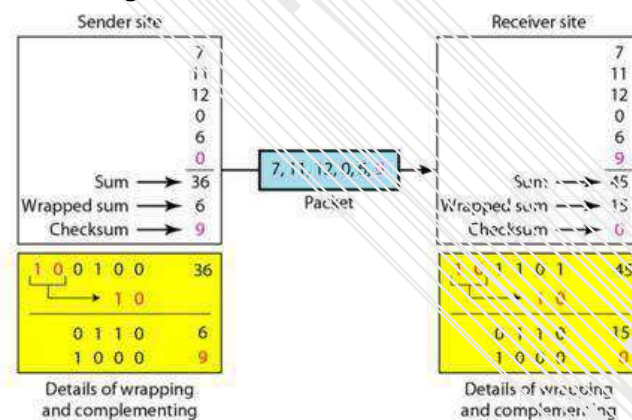 Sender site
7
11
12
0
6
0
Sum 36
Wrapped sum 6
Checksum 9
1 0 0 1 0 0 36
1 0
0 1 1 0 6
1 0 0 0 9
Details of wrapping
and complementing
7, 11, 12, 0, 6, 9
Packet
Receiver site
7
11
12
0
6
9
Sum 45
Wrapped sum 15
Checksum 0
1 0 1 1 0 1 45
1 0
0 1 1 0 15
1 0 0 0 0
Details of wrapping
and complementing